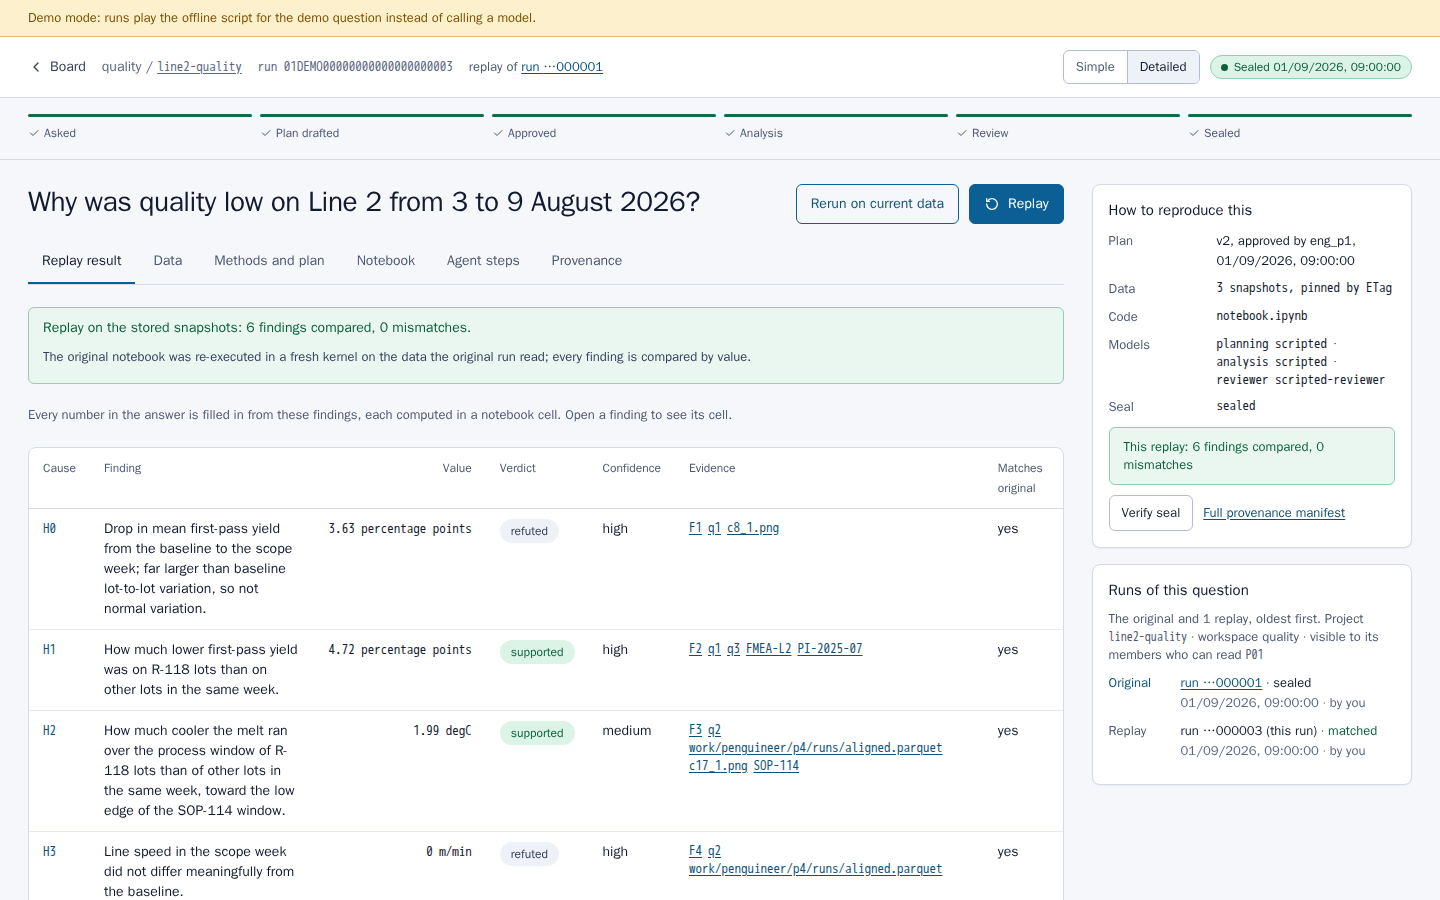 Demo mode: runs play the offline script for the demo question instead of calling a model.
Board quality / line2-quality run 01DEMO00000000000000000003 replay of run ···000001 Simple Detailed Sealed 01/09/2026, 09:00:00
Asked Plan drafted Approved Analysis Review Sealed
Why was quality low on Line 2 from 3 to 9 August 2026? Rerun on current data Replay
Replay result Data Methods and plan Notebook Agent steps Provenance
Replay on the stored snapshots: 6 findings compared, 0 mismatches.
The original notebook was re-executed in a fresh kernel on the data the original run read; every finding is compared by value.
Every number in the answer is filled in from these findings, each computed in a notebook cell. Open a finding to see its cell.
Cause Finding Value Verdict Confidence Evidence Matches
original
H0 Drop in mean first-pass yield 3.63 percentage points refuted high F1 q1 c8_1.png yes
from the baseline to the scope
week; far larger than baseline
lot-to-lot variation, so not
normal variation.
H1 How much lower first-pass yield 4.72 percentage points supported high F2 q1 q3 FMEA-L2 PI-2025-07 yes
was on R-118 lots than on
other lots in the same week.
H2 How much cooler the melt ran 1.99 degC supported medium F3 q2 yes
over the process window of R- work/penguineer/p4/runs/aligned.parquet
118 lots than of other lots in c17_1.png SOP-114
the same week, toward the low
edge of the SOP-114 window.
H3 Line speed in the scope week 0 m/min refuted high F4 q2 yes
did not differ meaningfully from work/penguineer/p4/runs/aligned.parquet
the baseline.
How to reproduce this
Plan v2, approved by eng_p1,
01/09/2026, 09:00:00
Data 3 snapshots, pinned by ETag
Code notebook.ipynb
Models planning scripted ·
analysis scripted ·
reviewer scripted-reviewer
Seal sealed
This replay: 6 findings compared, 0
mismatches
Verify seal Full provenance manifest
Runs of this question
The original and 1 replay, oldest first. Project
line2-quality · workspace quality · visible to its
members who can read P01
Original run ···000001 · sealed
01/09/2026, 09:00:00 · by you
Replay run ···000003 (this run) · matched
01/09/2026, 09:00:00 · by you